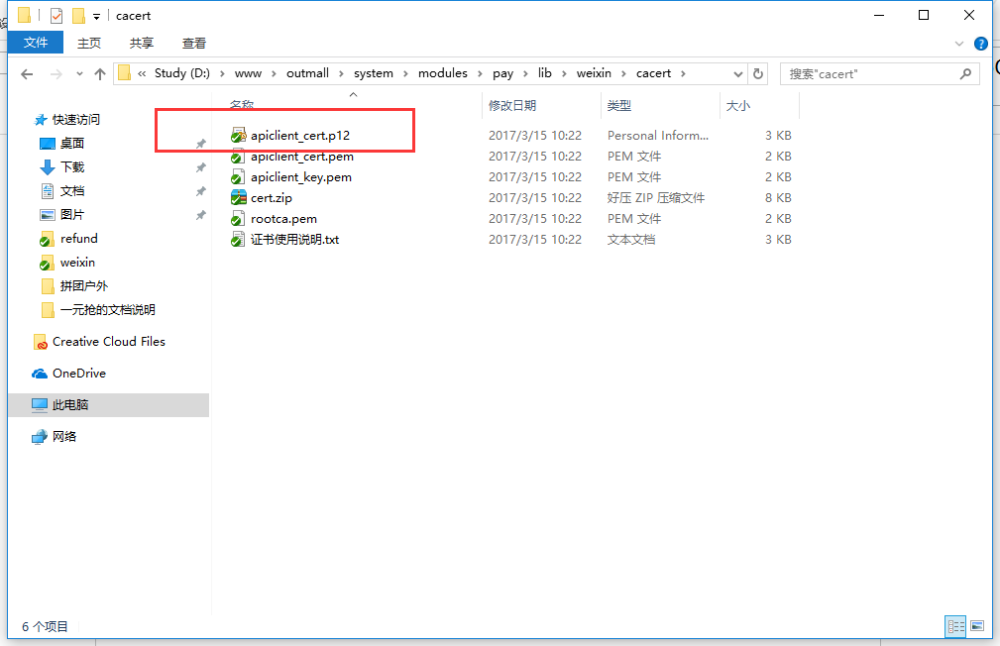 cacert
文件 主页 共享 查看
« Study (D:) › www › outmall › system › modules › pay › lib › weixin › cacert ›
搜索"cacert"
快速访问
桌面
下载
文档
图片
refund
weixin
拼团户外
一元抢的文档说明
Creative Cloud Files
OneDrive
此电脑
网络
名称 修改日期 类型 大小
apiclient_cert.p12 2017/3/15 10:22 Personal Inform... 3 KB
apiclient_cert.pem 2017/3/15 10:22 PEM 文件 2 KB
apiclient_key.pem 2017/3/15 10:22 PEM 文件 2 KB
cert.zip 2017/3/15 10:22 好压 ZIP 压缩文件 8 KB
rootca.pem 2017/3/15 10:22 PEM 文件 2 KB
证书使用说明.txt 2017/3/15 10:22 文本文档 3 KB
6 个项目